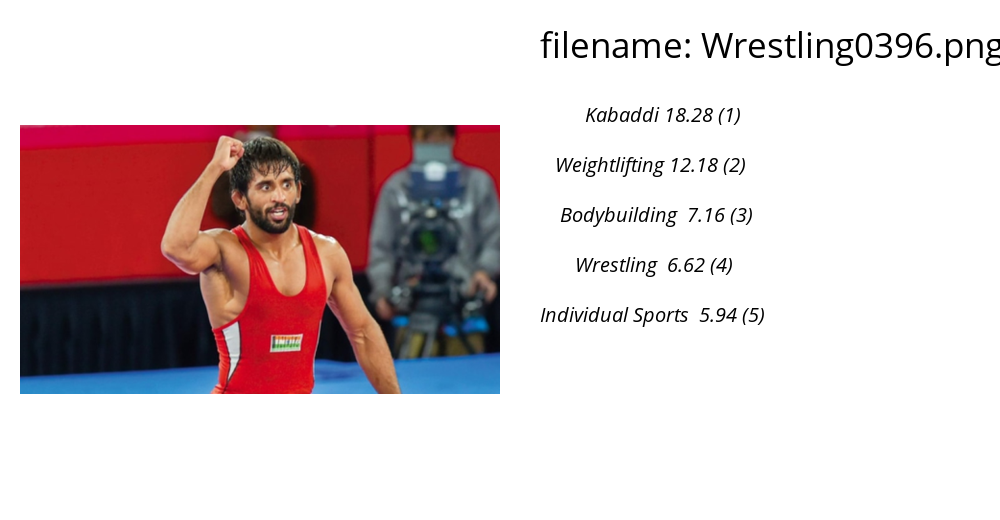 filename: Wrestling0396.png
Kabaddi 18.28 (1)
Weightlifting 12.18 (2)
Bodybuilding 7.16 (3)
Wrestling 6.62 (4)
Individual Sports 5.94 (5)